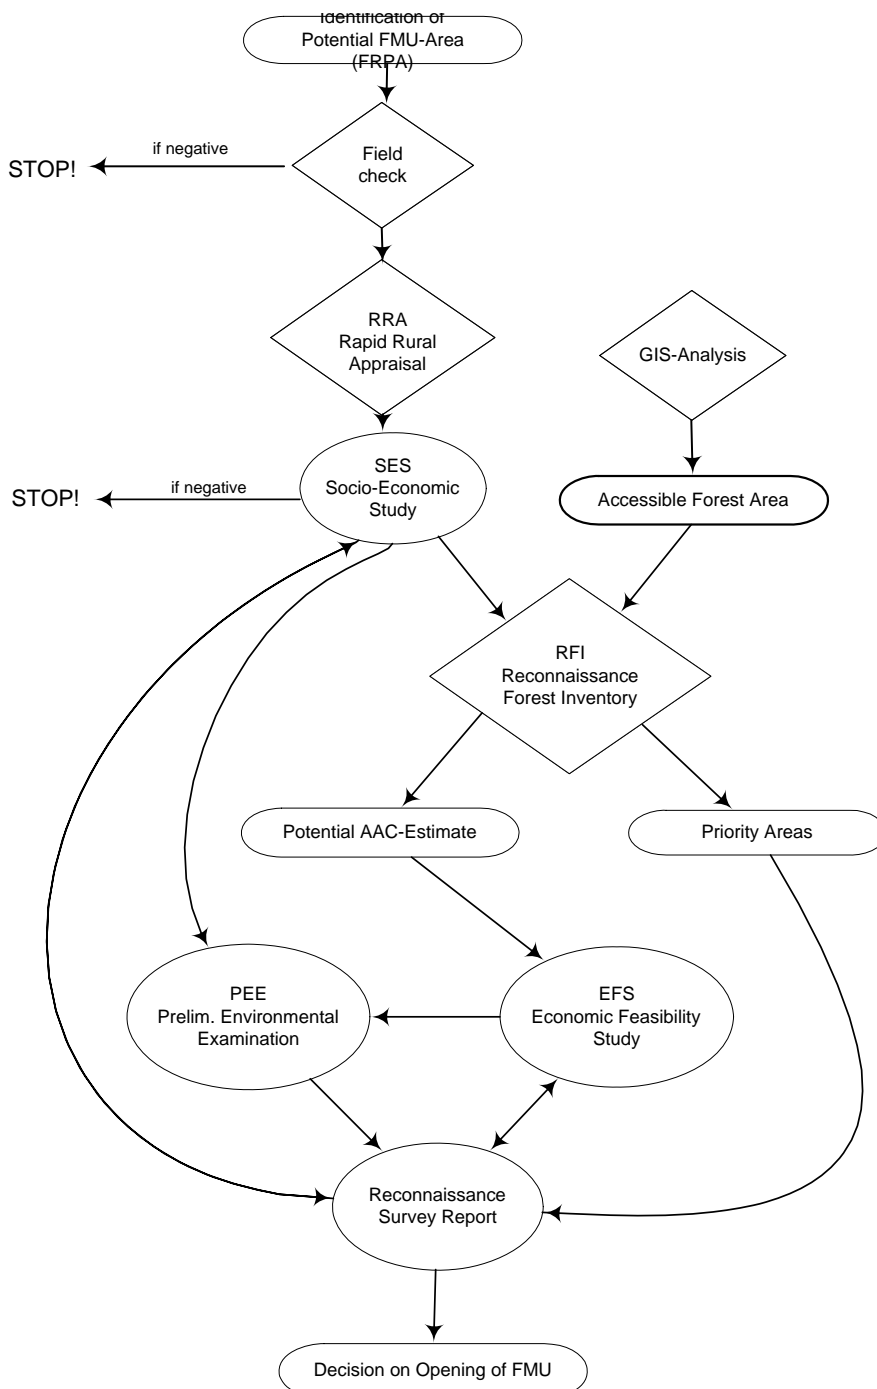 Identification of
Potential FMU-Area
(FRPA)
Field
check
if negative
STOP!
RRA
Rapid Rural
Appraisal
GIS-Analysis
SES
Socio-Economic
Study
if negative
STOP!
Accessible Forest Area
RFI
Reconnaissance
Forest Inventory
Potential AAC-Estimate
Priority Areas
PEE
Prelim. Environmental
Examination
EFS
Economic Feasibility
Study
Reconnaissance
Survey Report
Decision on Opening of FMU